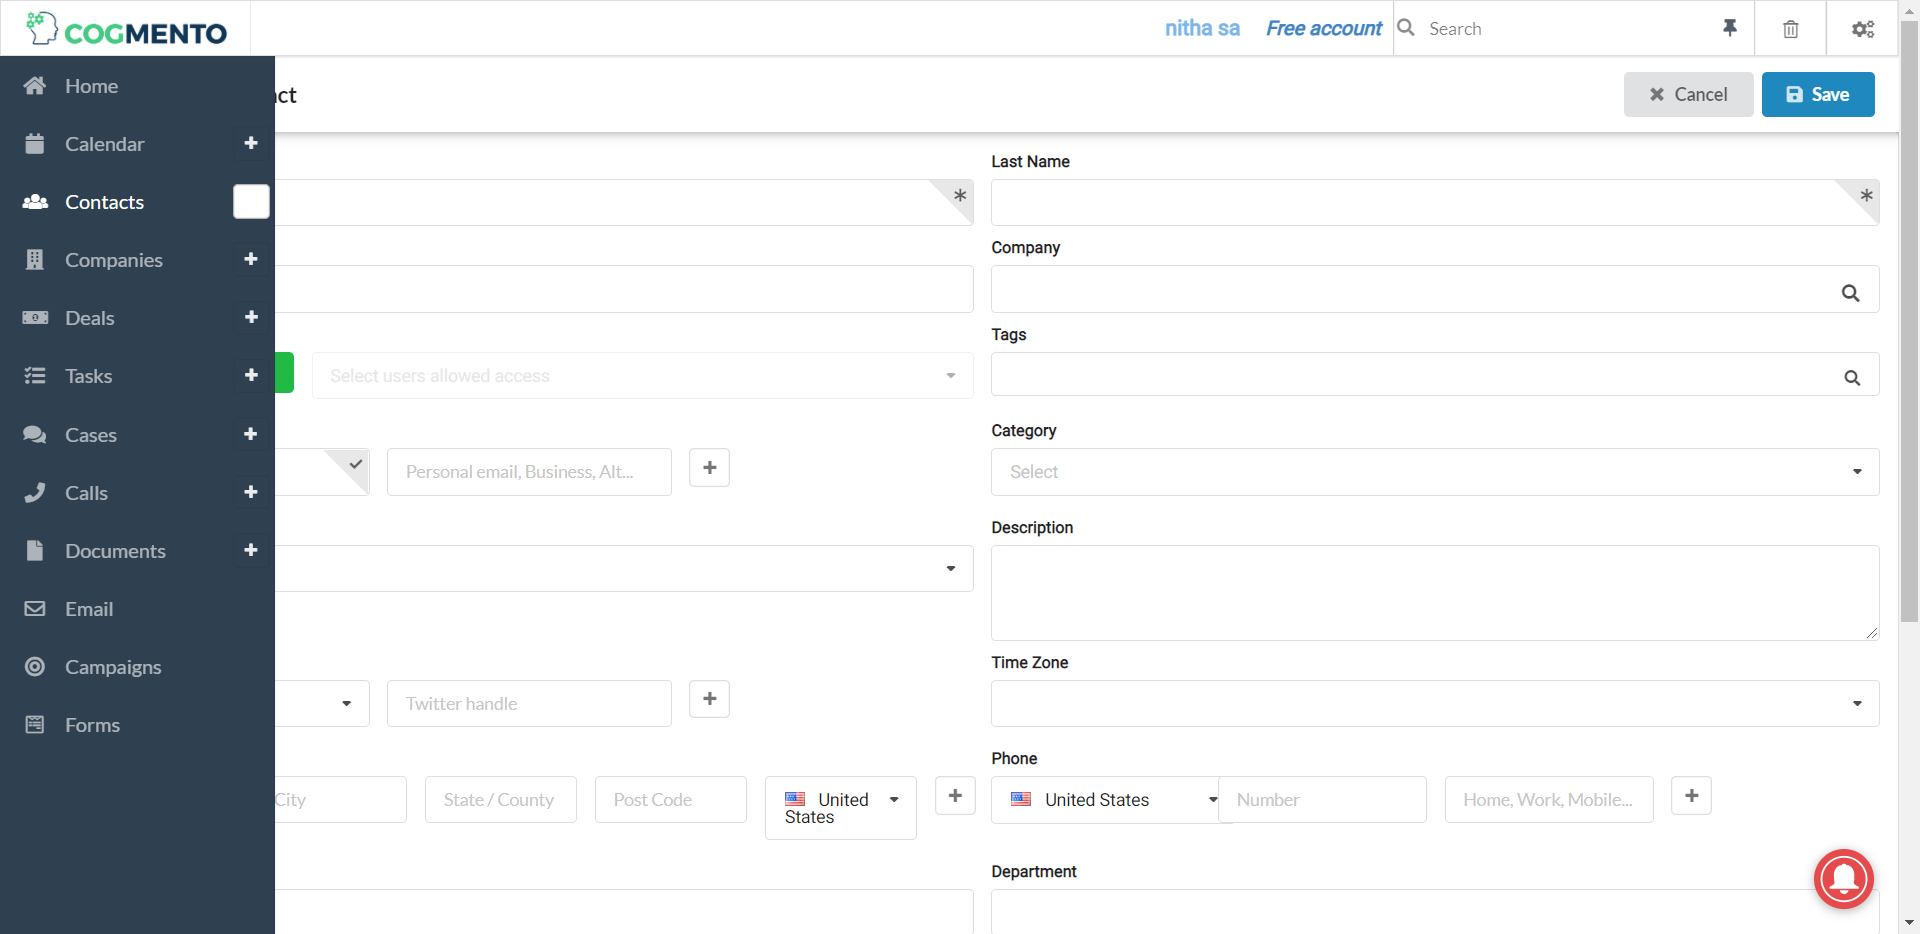 COGMENTO
nitha sa
Free account
Search
Home
Calendar
Contacts
Companies
Deals
Tasks
Cases
Calls
Documents
Email
Campaigns
Forms
act
Cancel
Save
Last Name
Company
Select users allowed access
Tags
Personal email, Business, Alt...
Category
Select
Description
Twitter handle
Time Zone
City
State / County
Post Code
United
States
Phone
United States
Number
Home, Work, Mobile...
Department